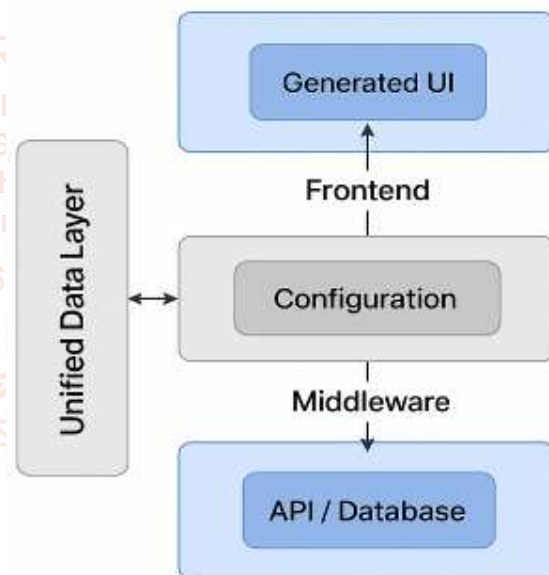 Generated UI
Frontend
Unified Data Layer
Configuration
Middleware
API / Database